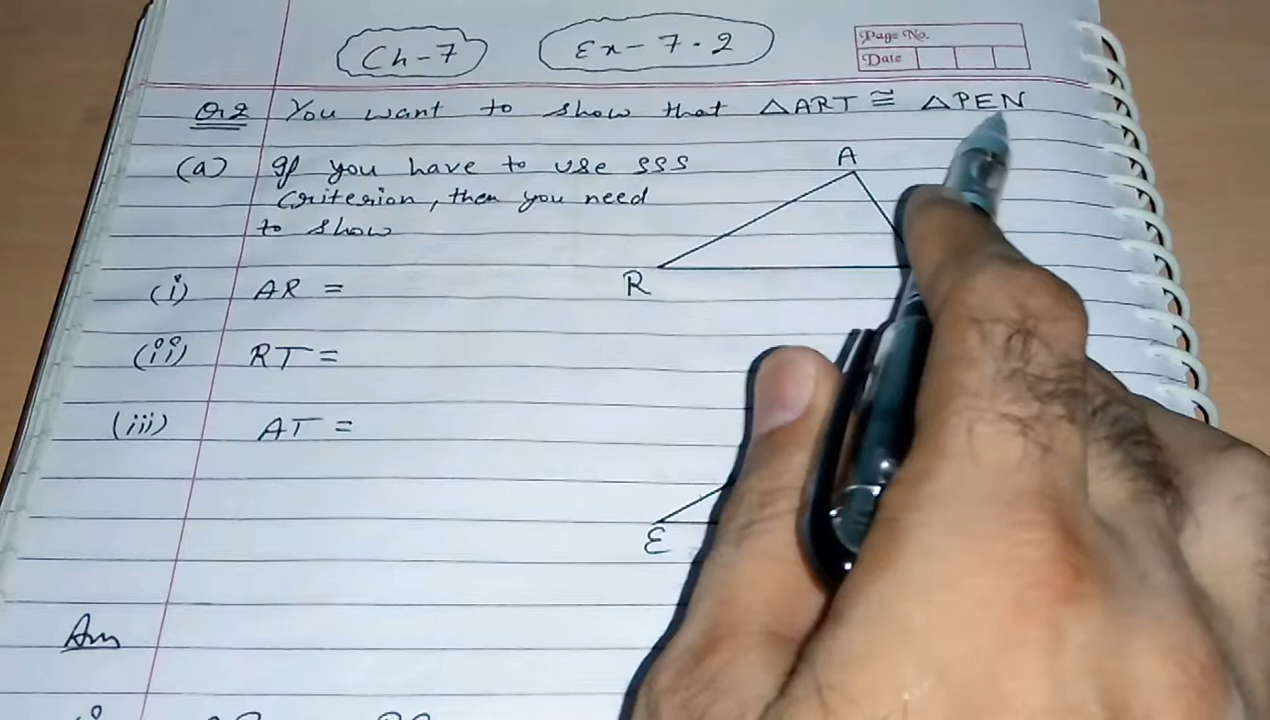 Ch-7
Ex-7.2
Page No.
Date
Q.2 You want to show that △ART ≅ △PEN
(a) If you have to use SSS
Criterion, then you need
to show
A
R
(i) AR =
(ii) RT =
(iii) AT =
E
Ans